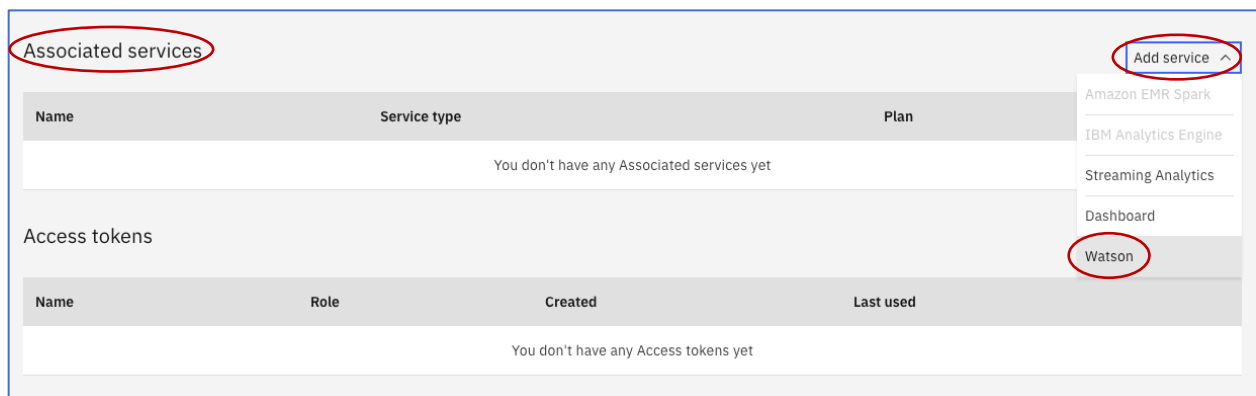 Associated services
Add service
Name Service type Plan
Amazon EMR Spark
IBM Analytics Engine
You don't have any Associated services yet
Streaming Analytics
Dashboard
Watson
Access tokens
Name Role Created Last used
You don't have any Access tokens yet